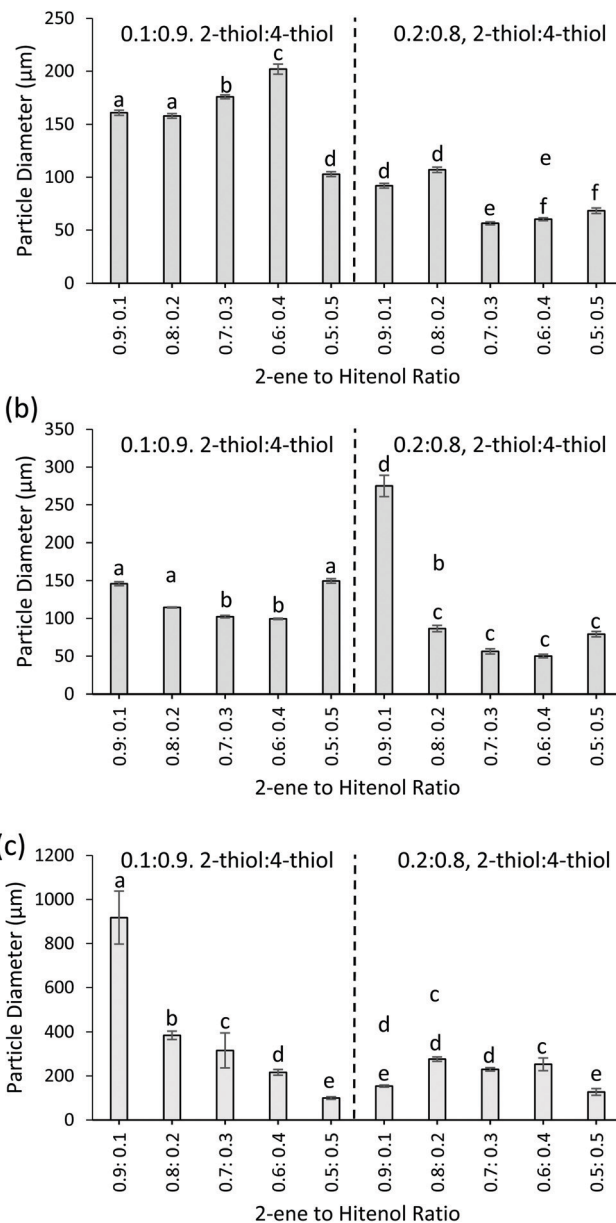 250
200
150
100
50
0
Particle Diameter (µm)
0.1:0.9. 2-thiol:4-thiol
0.2:0.8, 2-thiol:4-thiol
a a b c d d d e e f f
0.9: 0.1 0.8: 0.2 0.7: 0.3 0.6: 0.4 0.5: 0.5 0.9: 0.1 0.8: 0.2 0.7: 0.3 0.6: 0.4 0.5: 0.5
2-ene to Hitenol Ratio
(b)
350
300
250
200
150
100
50
0
Particle Diameter (µm)
0.1:0.9. 2-thiol:4-thiol
0.2:0.8, 2-thiol:4-thiol
a a b b a d b c c c c
0.9: 0.1 0.8: 0.2 0.7: 0.3 0.6: 0.4 0.5: 0.5 0.9: 0.1 0.8: 0.2 0.7: 0.3 0.6: 0.4 0.5: 0.5
2-ene to Hitenol Ratio
(c)
1200
1000
800
600
400
200
0
Particle Diameter (µm)
0.1:0.9. 2-thiol:4-thiol
0.2:0.8, 2-thiol:4-thiol
a b c d e d e c d d c e
0.9: 0.1 0.8: 0.2 0.7: 0.3 0.6: 0.4 0.5: 0.5 0.9: 0.1 0.8: 0.2 0.7: 0.3 0.6: 0.4 0.5: 0.5
2-ene to Hitenol Ratio